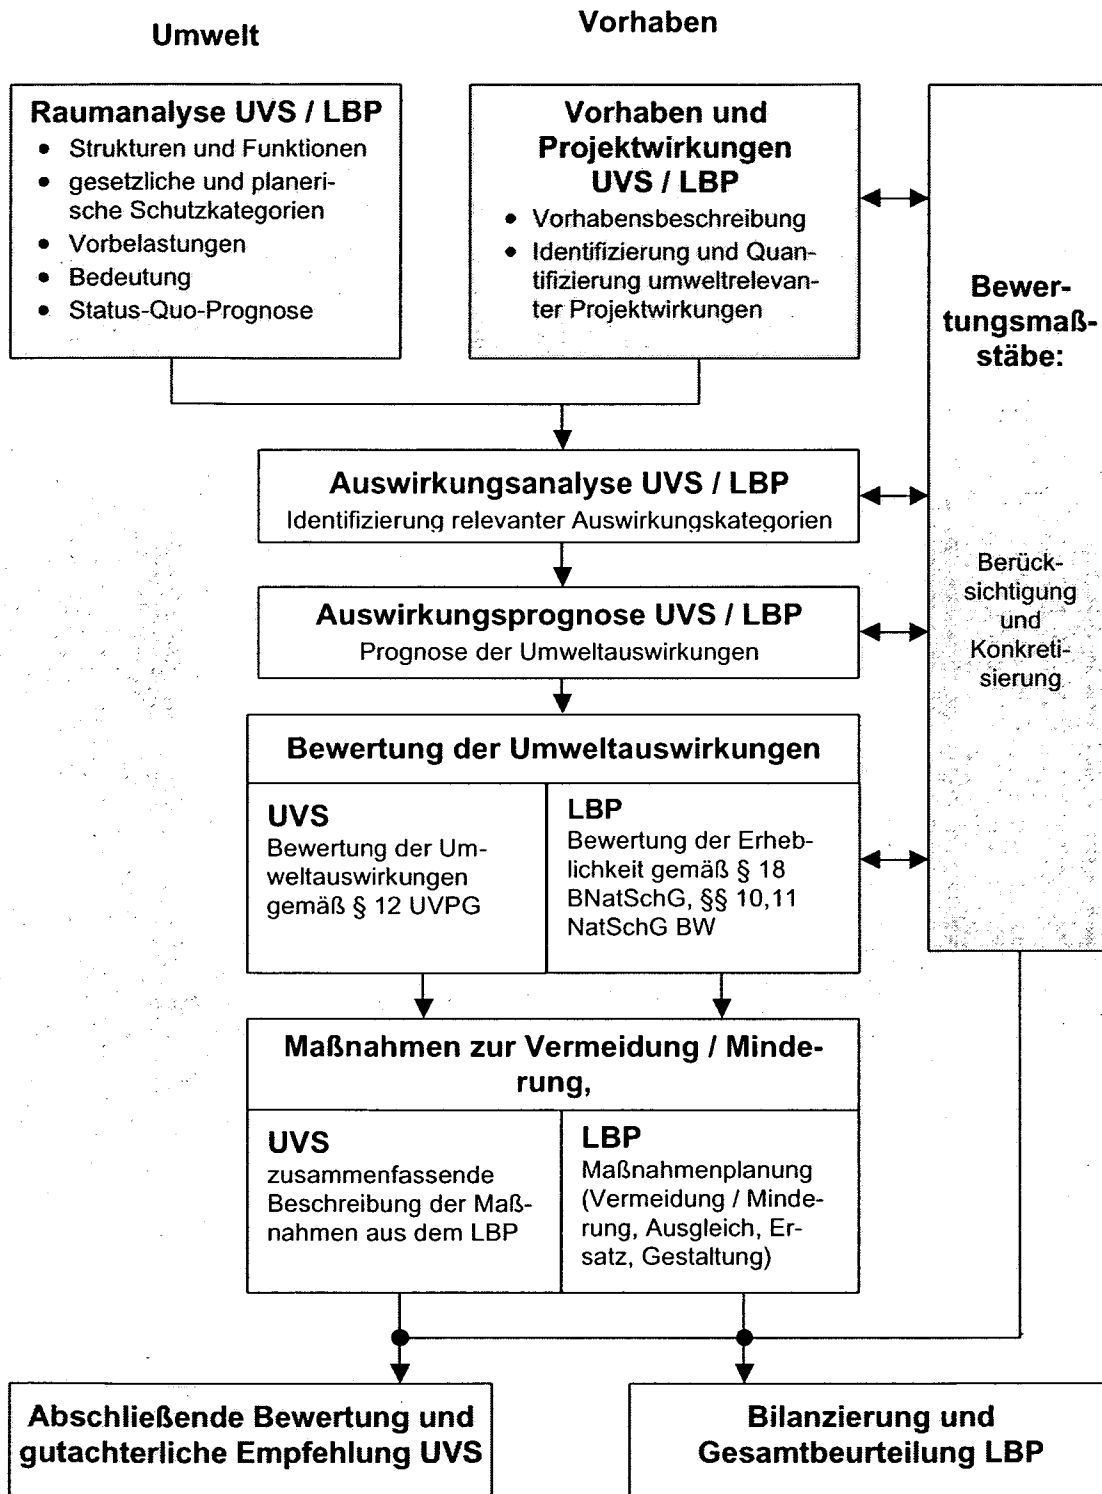 Umwelt
Vorhaben
Raumanalyse UVS / LBP
• Strukturen und Funktionen
• gesetzliche und planeri-
sche Schutzkategorien
• Vorbelastungen
• Bedeutung
• Status-Quo-Prognose
Vorhaben und
Projektwirkungen
UVS / LBP
• Vorhabensbeschreibung
• Identifizierung und Quan-
tifizierung umweltrelevan-
ter Projektwirkungen
Bewer-
tungsmaß-
stäbe:
Berück-
sichtigung
und
Konkreti-
sierung
Auswirkungsanalyse UVS / LBP
Identifizierung relevanter Auswirkungskategorien
Auswirkungsprognose UVS / LBP
Prognose der Umweltauswirkungen
Bewertung der Umweltauswirkungen
UVS
Bewertung der Um-
weltauswirkungen
gemäß § 12 UVPG
LBP
Bewertung der Erheb-
lichkeit gemäß § 18
BNatSchG, §§ 10,11
NatSchG BW
Maßnahmen zur Vermeidung / Minde-
rung,
UVS
zusammenfassende
Beschreibung der Maß-
nahmen aus dem LBP
LBP
Maßnahmenplanung
(Vermeidung / Minde-
rung, Ausgleich, Er-
satz, Gestaltung)
Abschließende Bewertung und
gutachterliche Empfehlung UVS
Bilanzierung und
Gesamtbeurteilung LBP